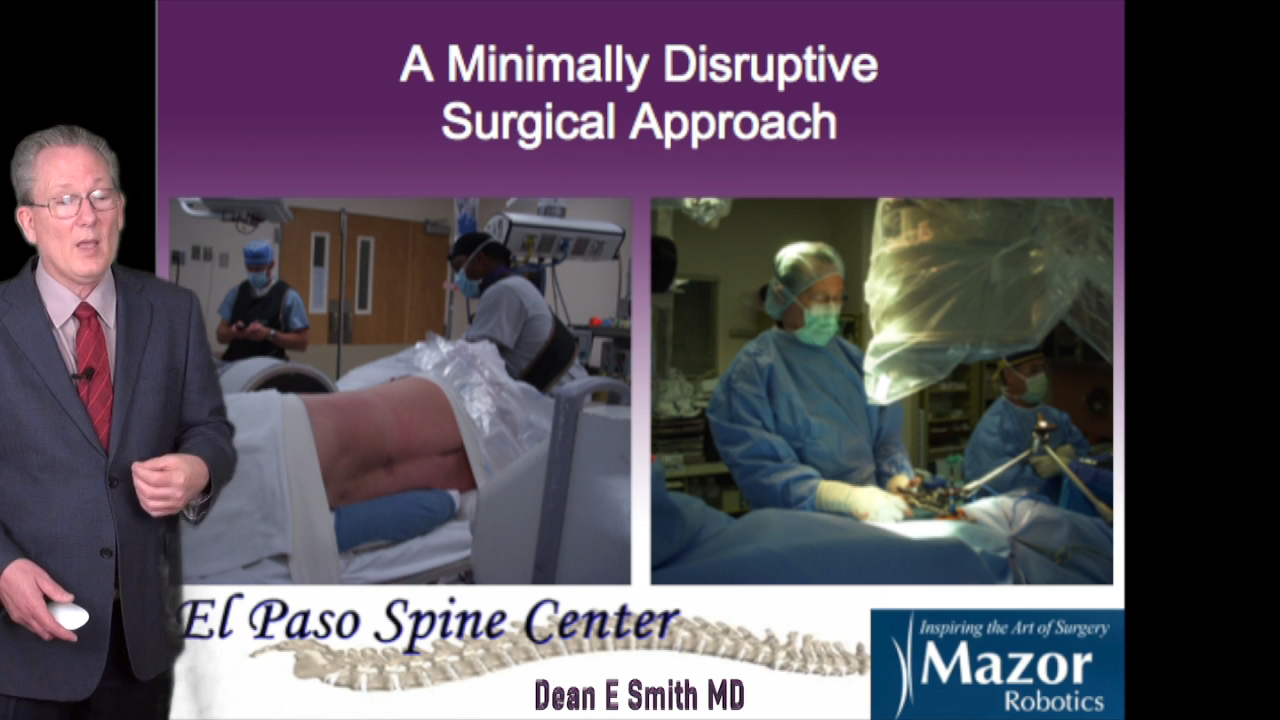 A Minimally Disruptive
Surgical Approach
El Paso Spine Center
Dean E Smith MD
Inspiring the Art of Surgery
Mazor
Robotics